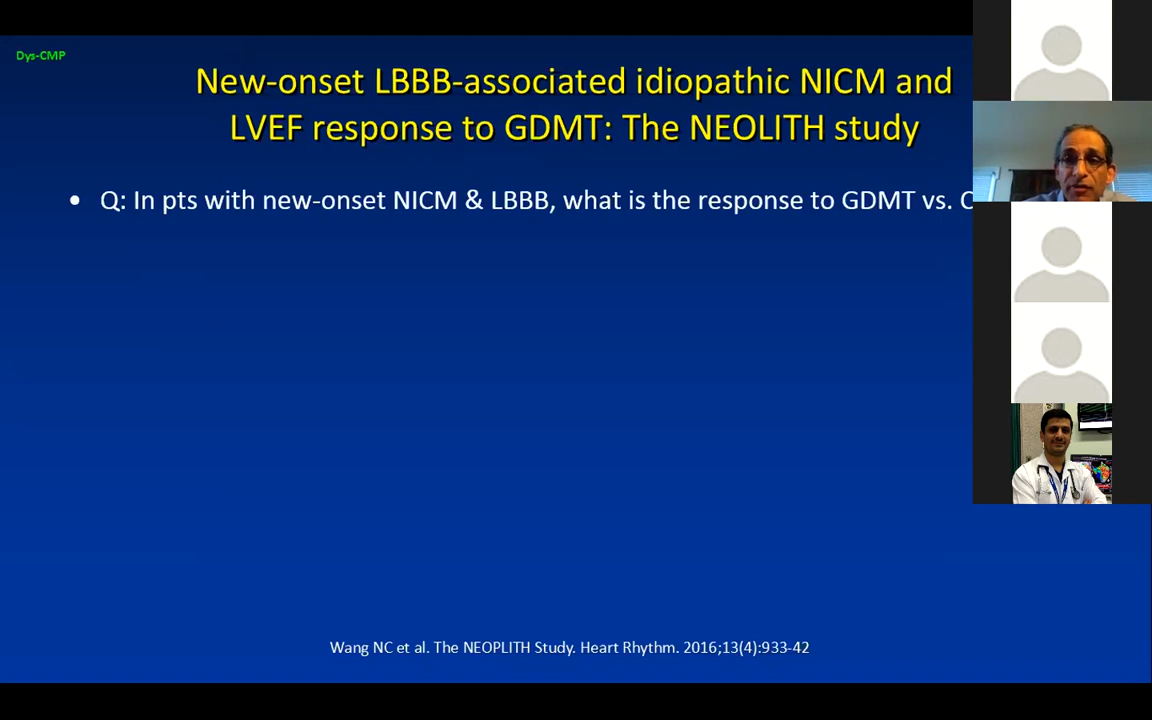 Dys-CMP
New-onset LBBB-associated idiopathic NICM and
LVEF response to GDMT: The NEOLITH study
• Q: In pts with new-onset NICM & LBBB, what is the response to GDMT vs.
Wang NC et al. The NEOPLITH Study. Heart Rhythm. 2016;13(4):933-42